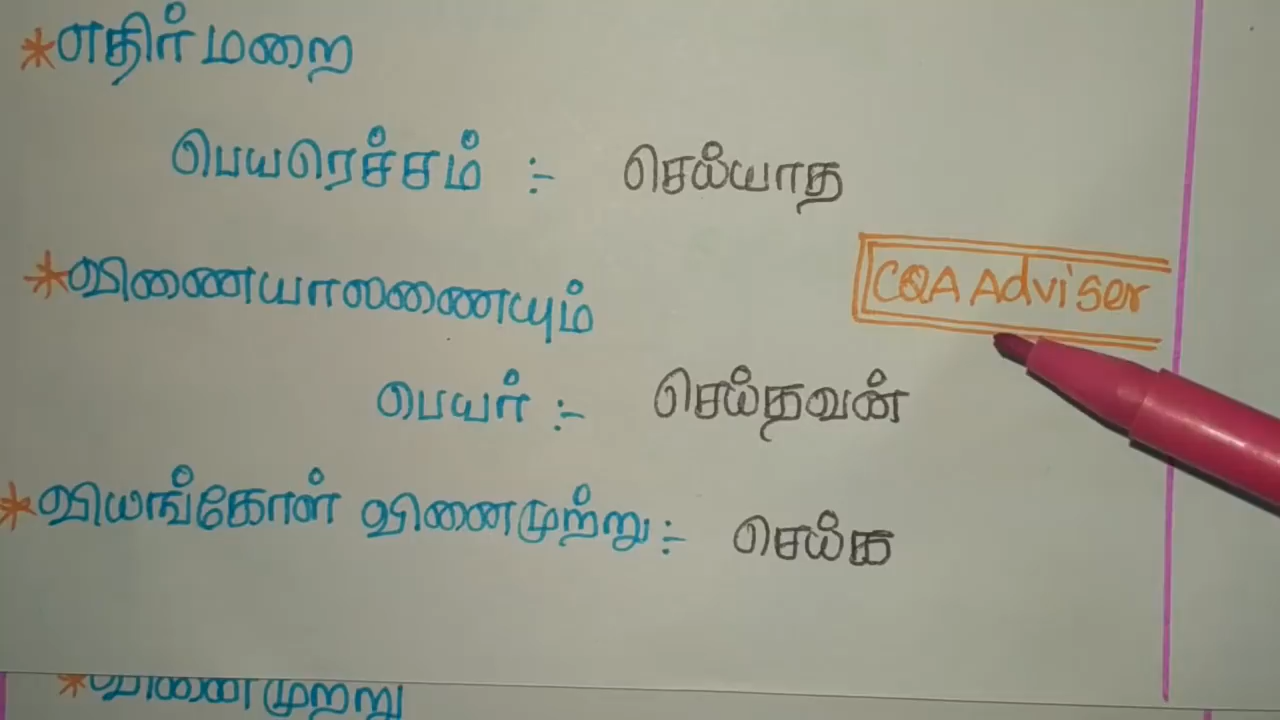 *எதிர்மறை
பெயரெச்சம் :- செய்யாத
*விணையாலணையும்
CQA Adviser
பெயர் :- செய்தவன்
*வியங்கோள் வினைமுற்று :- செய்க
*வினைமுற்று